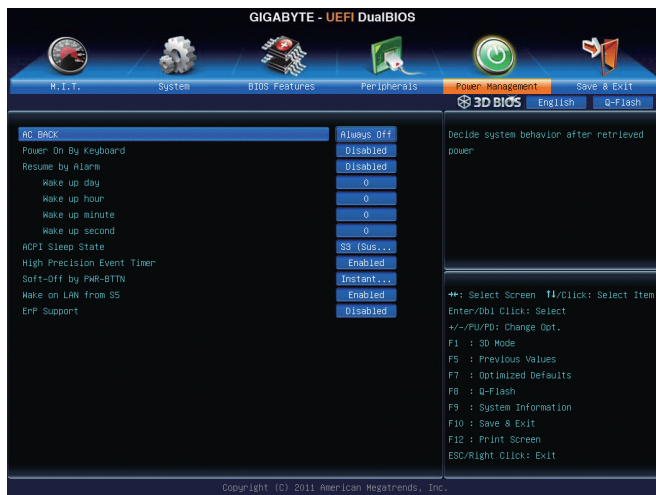 GIGABYTE - UEFI DualBIOS
M.I.T. System BIOS Features Peripherals Power Management Save & Exit
3D BIOS English Q-Flash
AC BACK Always Off
Power On By Keyboard Disabled
Resume by Alarm Disabled
Wake up day 0
Wake up hour 0
Wake up minute 0
Wake up second 0
ACPI Sleep State S3 (Sus...
High Precision Event Timer Enabled
Soft-Off by PWR-BTTN Instant...
Wake on LAN from S5 Enabled
ErP Support Disabled
Decide system behavior after retrieved
power
→←: Select Screen ↑↓/Click: Select Item
Enter/Dbl Click: Select
+/-/PU/PD: Change Opt.
F1 : 3D Mode
F5 : Previous Values
F7 : Optimized Defaults
F8 : Q-Flash
F9 : System Information
F10 : Save & Exit
F12 : Print Screen
ESC/Right Click: Exit
Copyright (C) 2011 American Megatrends, Inc.